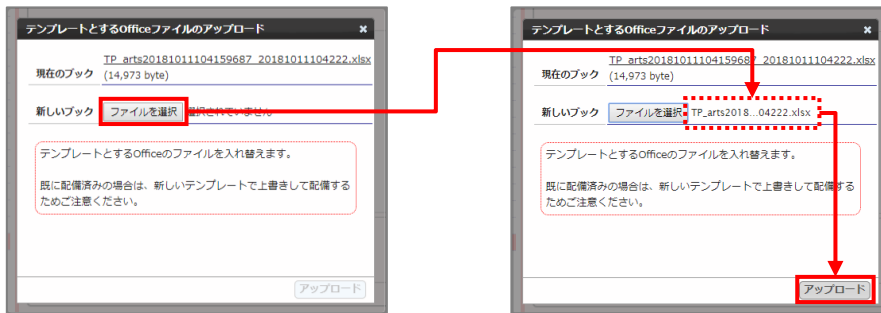 テンプレートとするOfficeファイルのアップロード ×
現在のブック TP_arts20181011104159687_20181011104222.xlsx
(14,973 byte)
新しいブック ファイルを選択 選択されていません
テンプレートとするOfficeのファイルを入れ替えます。
既に配備済みの場合は、新しいテンプレートで上書きして配備する
ためご注意ください。
アップロード
テンプレートとするOfficeファイルのアップロード ×
現在のブック TP_arts20181011104159687_20181011104222.xlsx
(14,973 byte)
新しいブック ファイルを選択 TP_arts2018...04222.xlsx
テンプレートとするOfficeのファイルを入れ替えます。
既に配備済みの場合は、新しいテンプレートで上書きして配備する
ためご注意ください。
アップロード